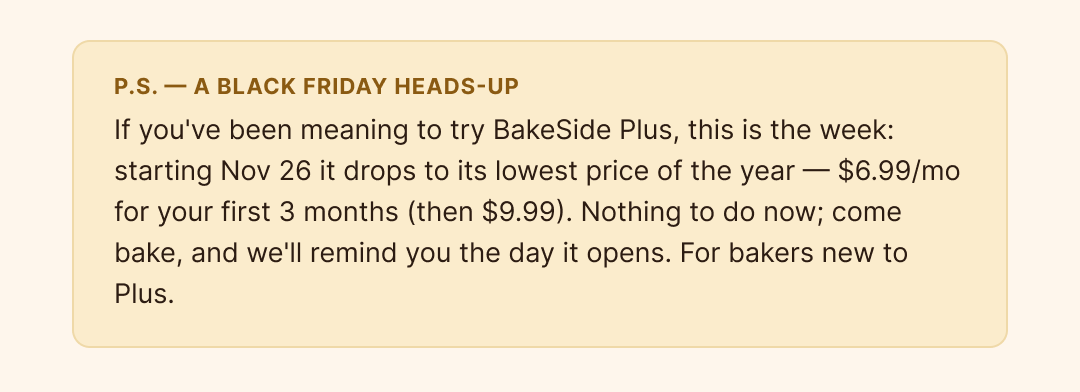 P.S. — A BLACK FRIDAY HEADS-UP
If you've been meaning to try BakeSide Plus, this is the week:
starting Nov 26 it drops to its lowest price of the year — $6.99/mo
for your first 3 months (then $9.99). Nothing to do now; come
bake, and we'll remind you the day it opens. For bakers new to
Plus.